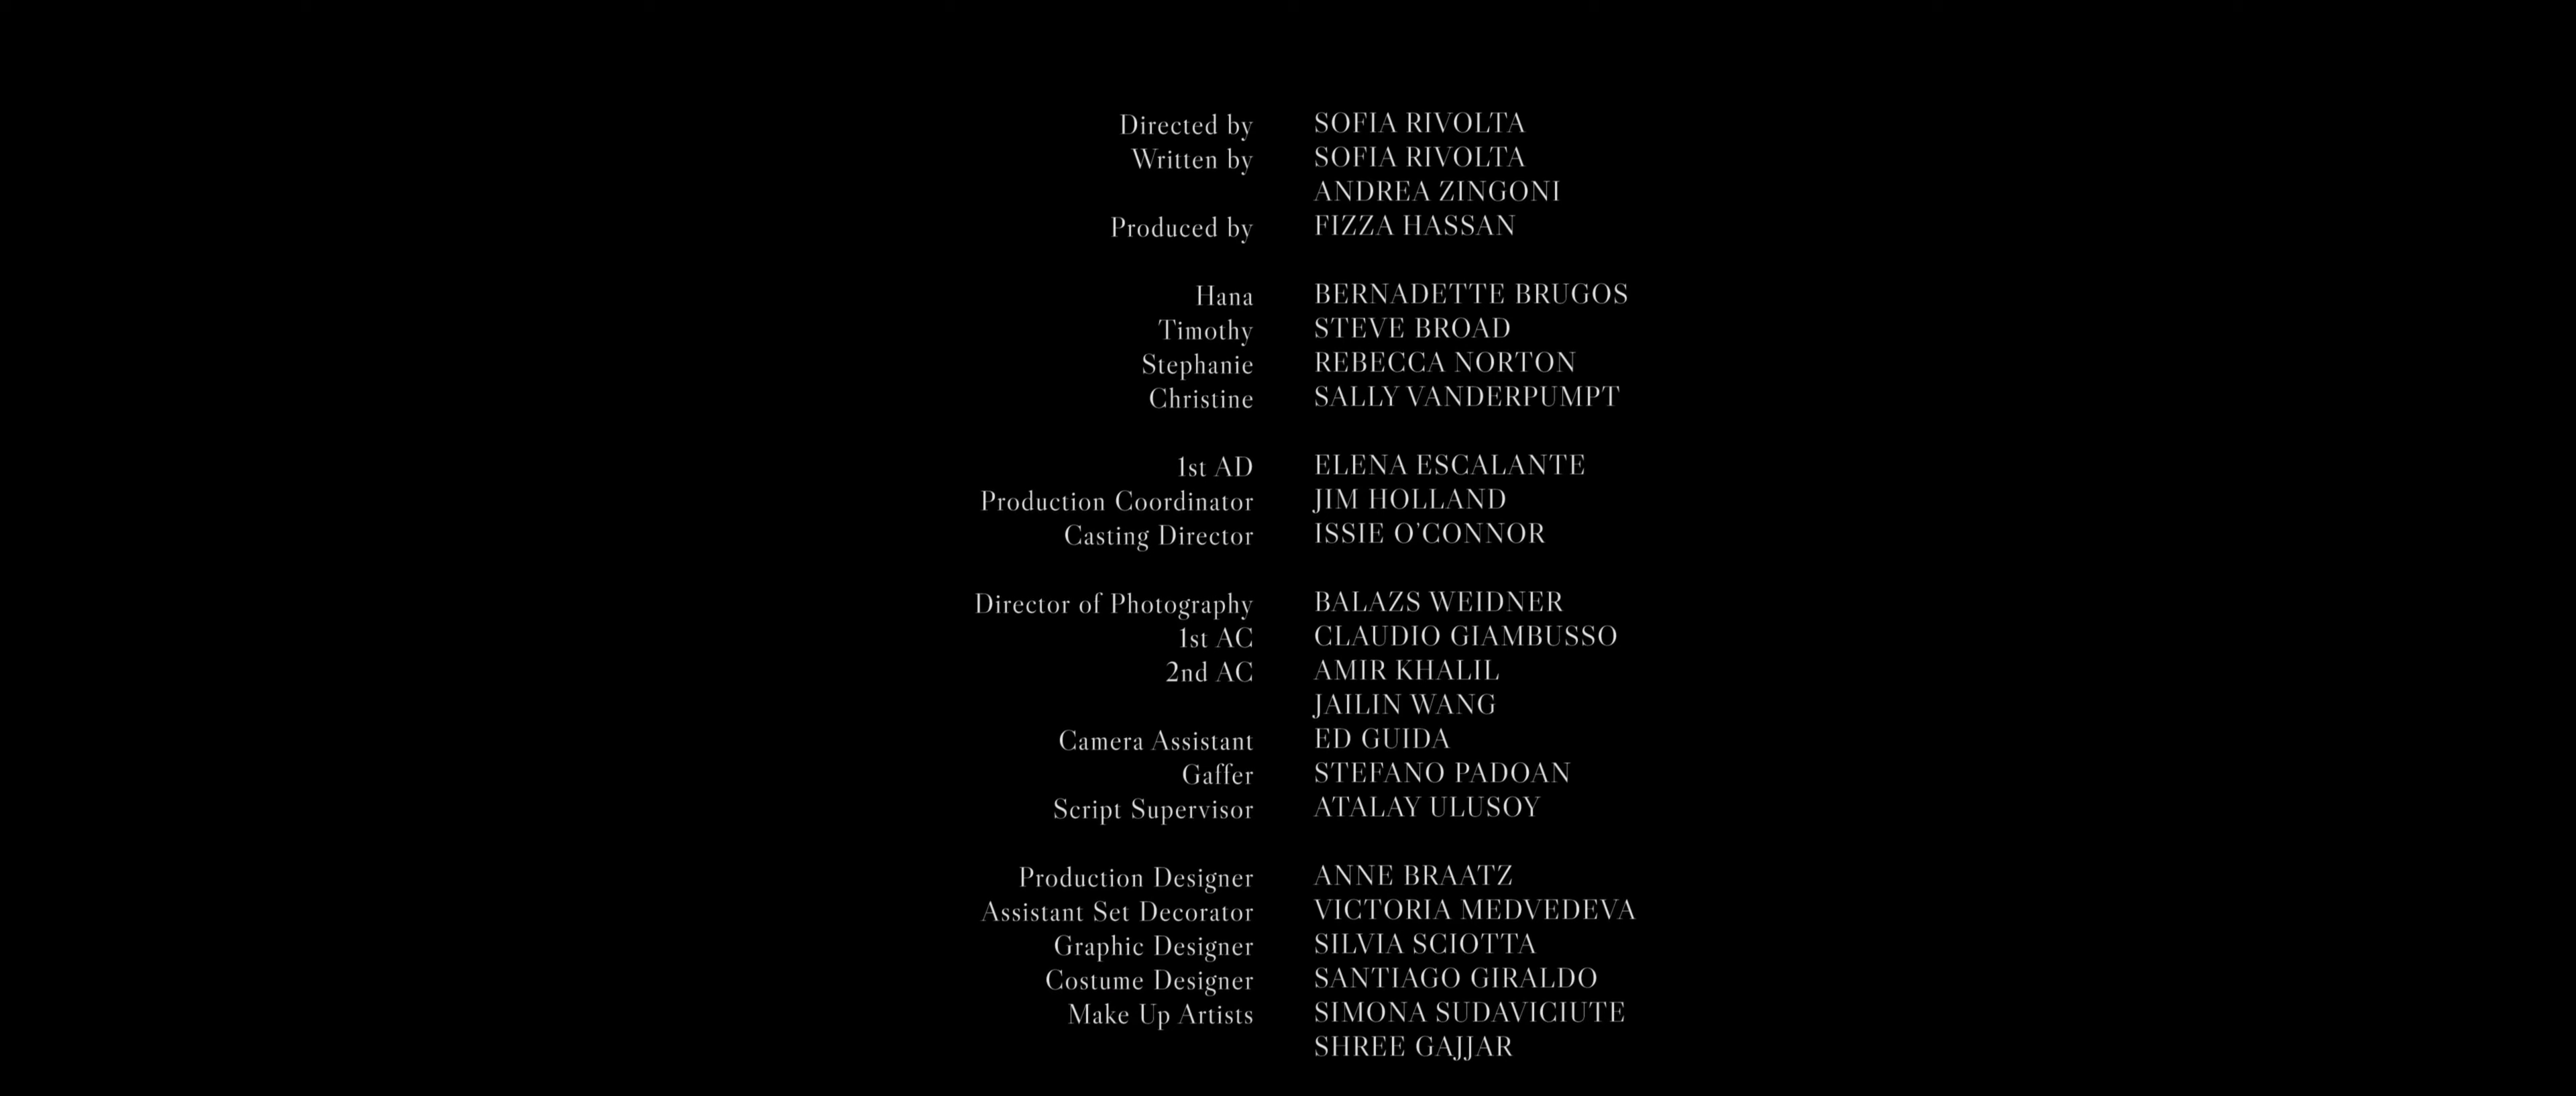 Directed by SOFIA RIVOLTA
Written by SOFIA RIVOLTA
ANDREA ZINGONI
Produced by FIZZA HASSAN
Hana BERNADETTE BRUGOS
Timothy STEVE BROAD
Stephanie REBECCA NORTON
Christine SALLY VANDERPUMPT
1st AD ELENA ESCALANTE
Production Coordinator JIM HOLLAND
Casting Director ISSIE O’CONNOR
Director of Photography BALAZS WEIDNER
1st AC CLAUDIO GIAMBUSSO
2nd AC AMIR KHALIL
JAILIN WANG
Camera Assistant ED GUIDA
Gaffer STEFANO PADOAN
Script Supervisor ATALAY ULUSOY
Production Designer ANNE BRAATZ
Assistant Set Decorator VICTORIA MEDVEDEVA
Graphic Designer SILVIA SCIOTTA
Costume Designer SANTIAGO GIRALDO
Make Up Artists SIMONA SUDAVICIUTE
SHREE GAJJAR